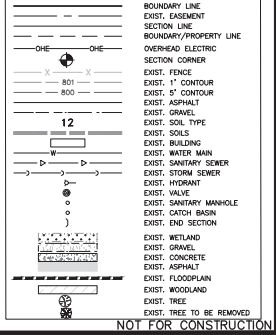 BOUNDARY LINE
EXIST. EASEMENT
SECTION LINE
BOUNDARY/PROPERTY LINE
OHE OHE OVERHEAD ELECTRIC
SECTION CORNER
X X EXIST. FENCE
801 EXIST. 1' CONTOUR
800 EXIST. 5' CONTOUR
EXIST. ASPHALT
EXIST. GRAVEL
12 EXIST. SOIL TYPE
EXIST. SOILS
EXIST. BUILDING
W EXIST. WATER MAIN
EXIST. SANITARY SEWER
EXIST. STORM SEWER
EXIST. HYDRANT
EXIST. VALVE
EXIST. SANITARY MANHOLE
EXIST. CATCH BASIN
EXIST. END SECTION
EXIST. WETLAND
EXIST. GRAVEL
EXIST. CONCRETE
EXIST. ASPHALT
EXIST. FLOODPLAIN
EXIST. WOODLAND
EXIST. TREE
EXIST. TREE TO BE REMOVED
NOT FOR CONSTRUCTION